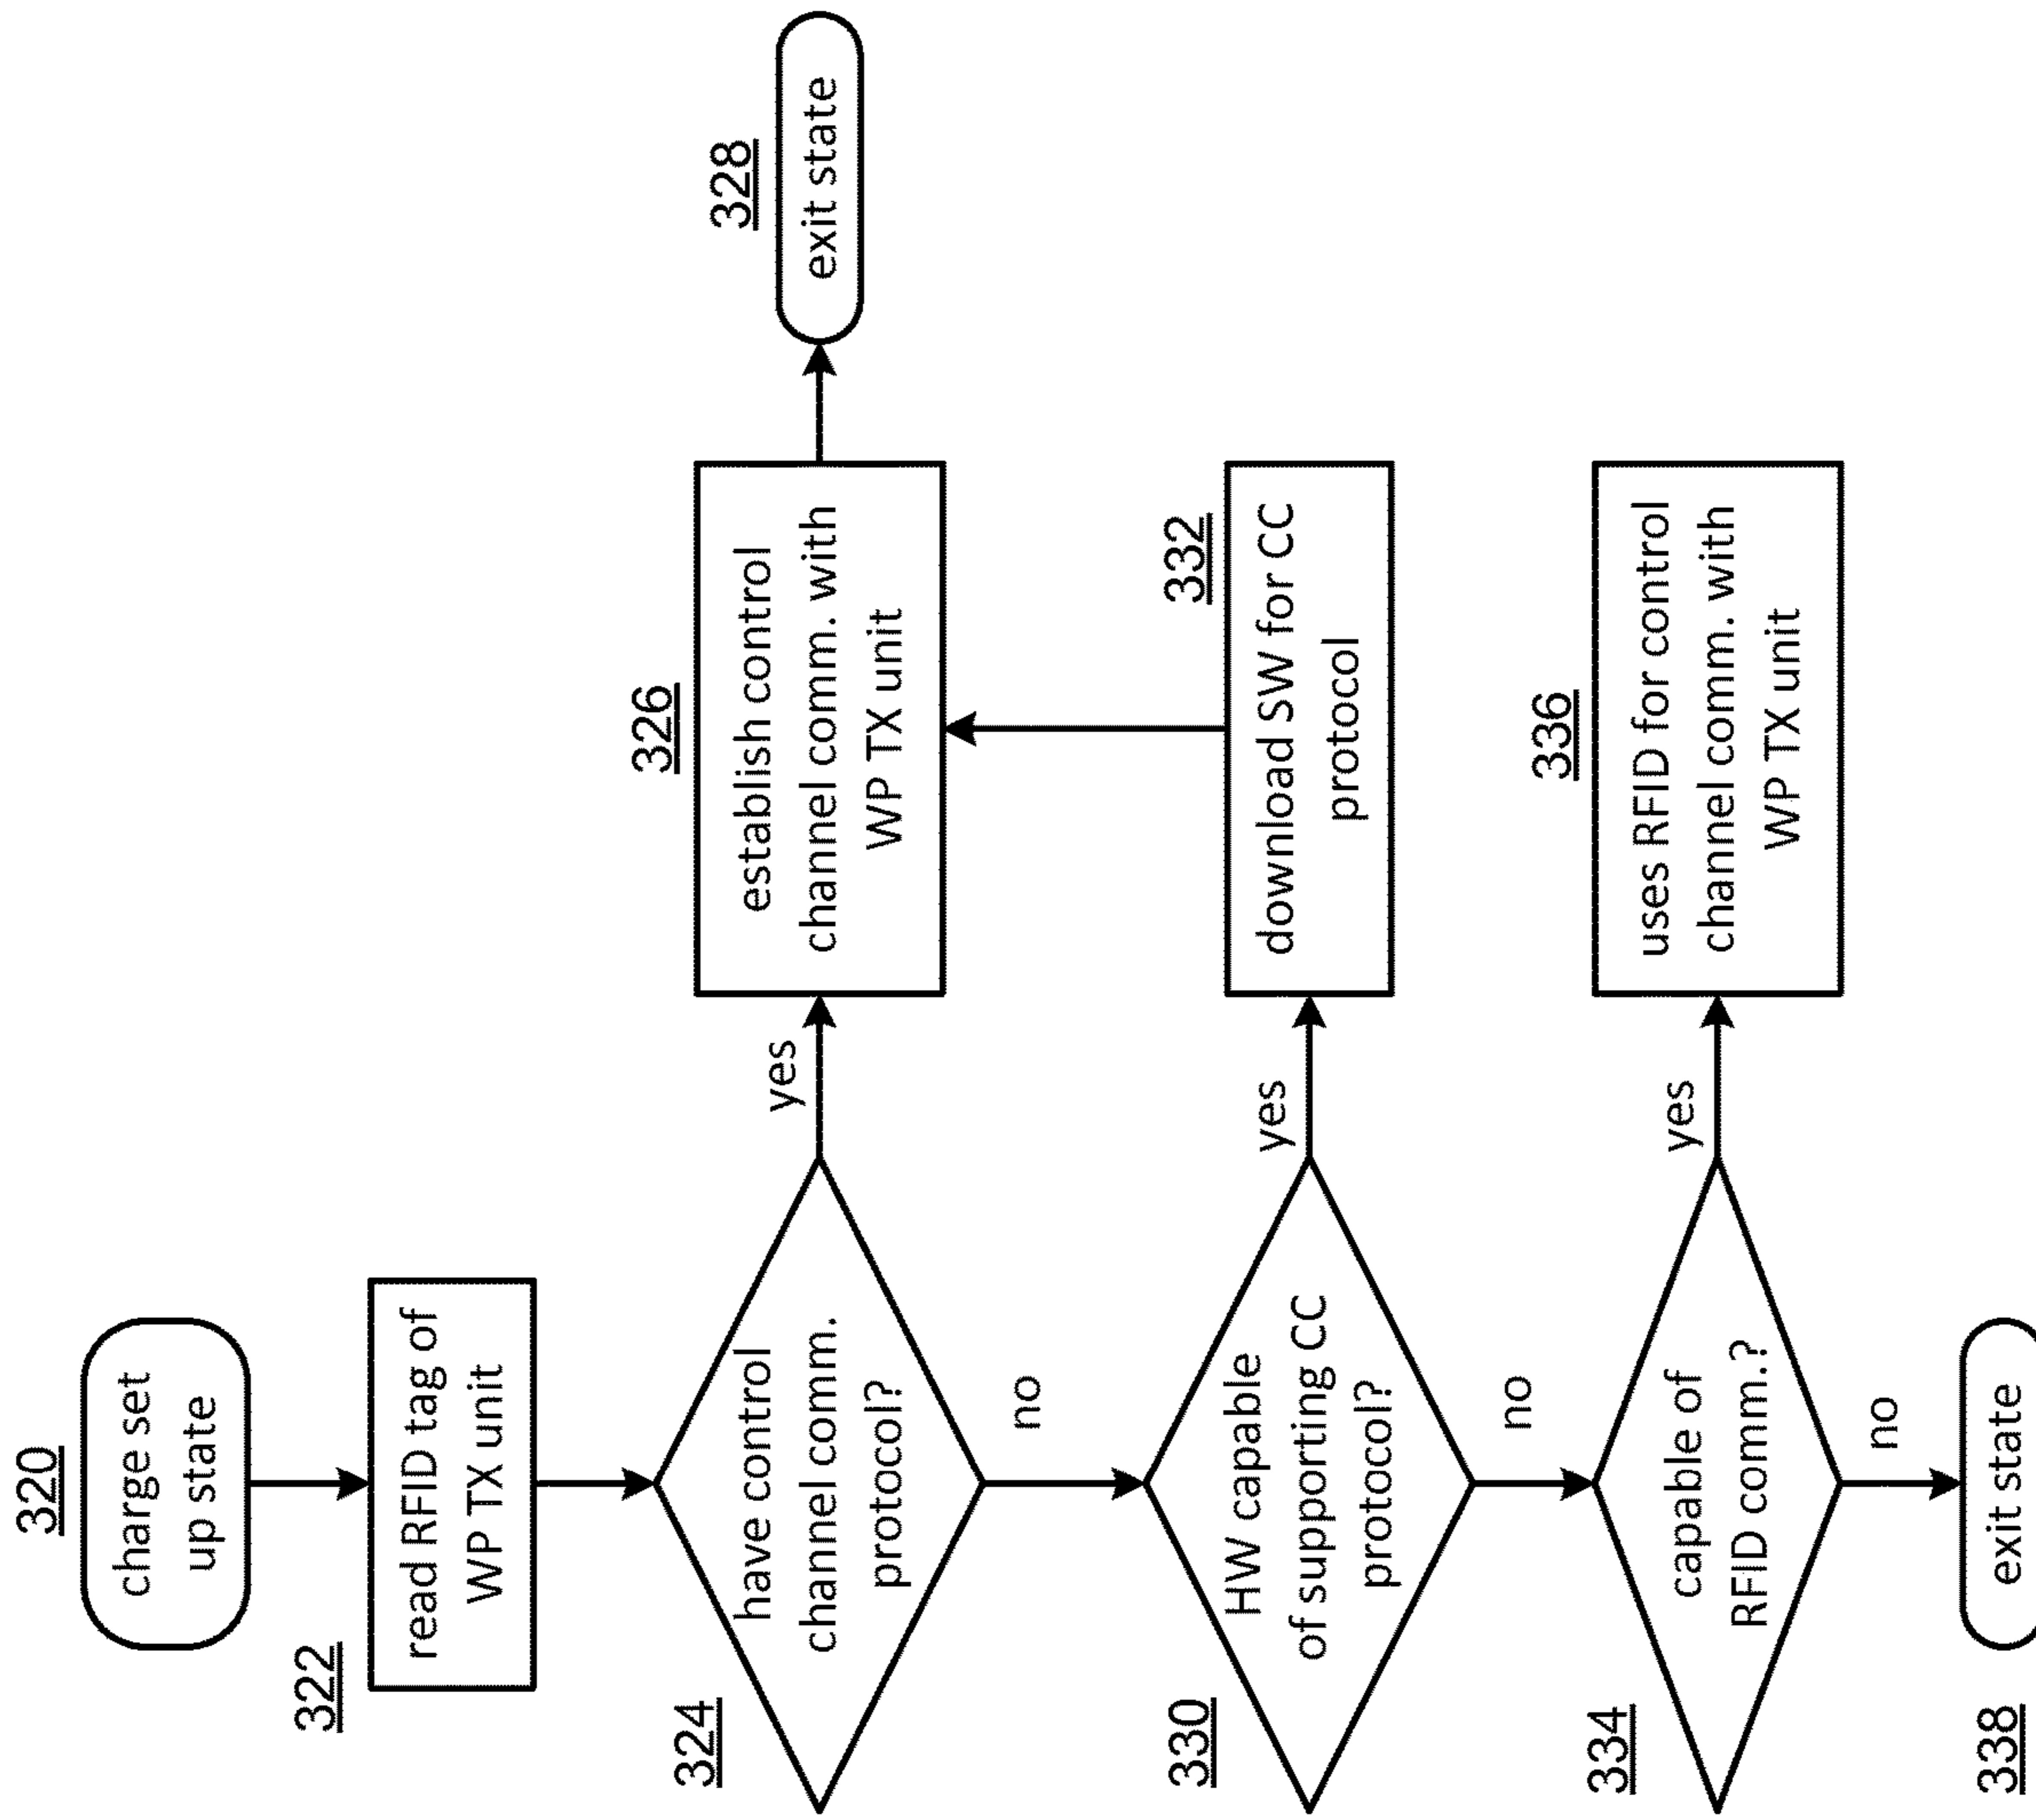 320
charge set
up state
322
read RFID tag of
WP TX unit
324
have control
channel comm.
protocol?
yes
no
326
establish control
channel comm. with
WP TX unit
328
exit state
330
HW capable
of supporting CC
protocol?
yes
no
332
download SW for CC
protocol
334
capable of
RFID comm.?
yes
no
336
uses RFID for control
channel comm. with
WP TX unit
338
exit state